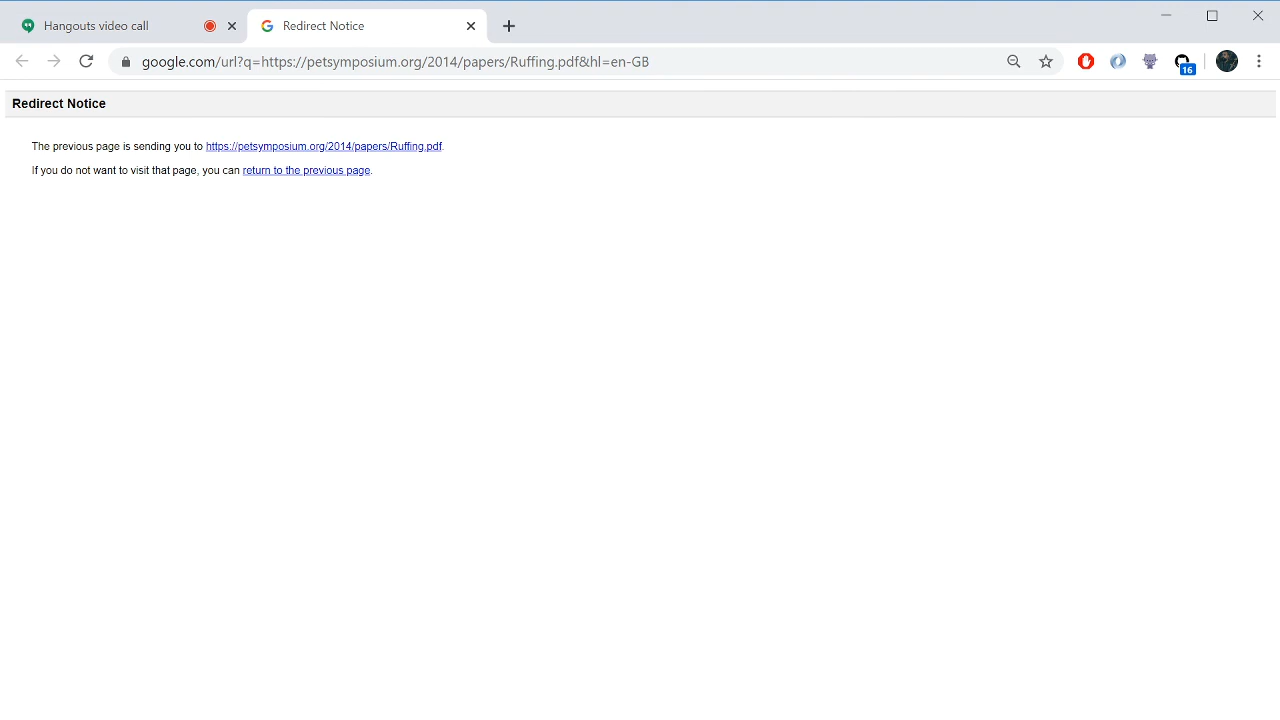 Hangouts video call
Redirect Notice
google.com/url?q=https://petsymposium.org/2014/papers/Ruffing.pdf&hl=en-GB
16
Redirect Notice
The previous page is sending you to https://petsymposium.org/2014/papers/Ruffing.pdf.
If you do not want to visit that page, you can return to the previous page.